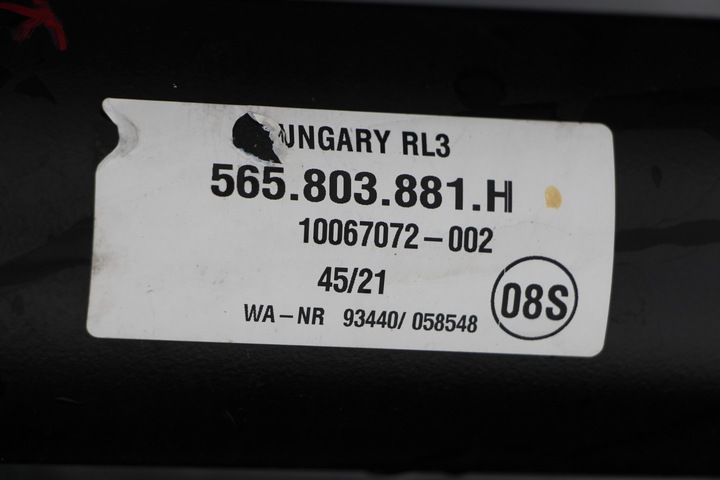 UNGARY RL3
565.803.881.H
10067072-002
45/21
08S
WA-NR 93440/ 058548